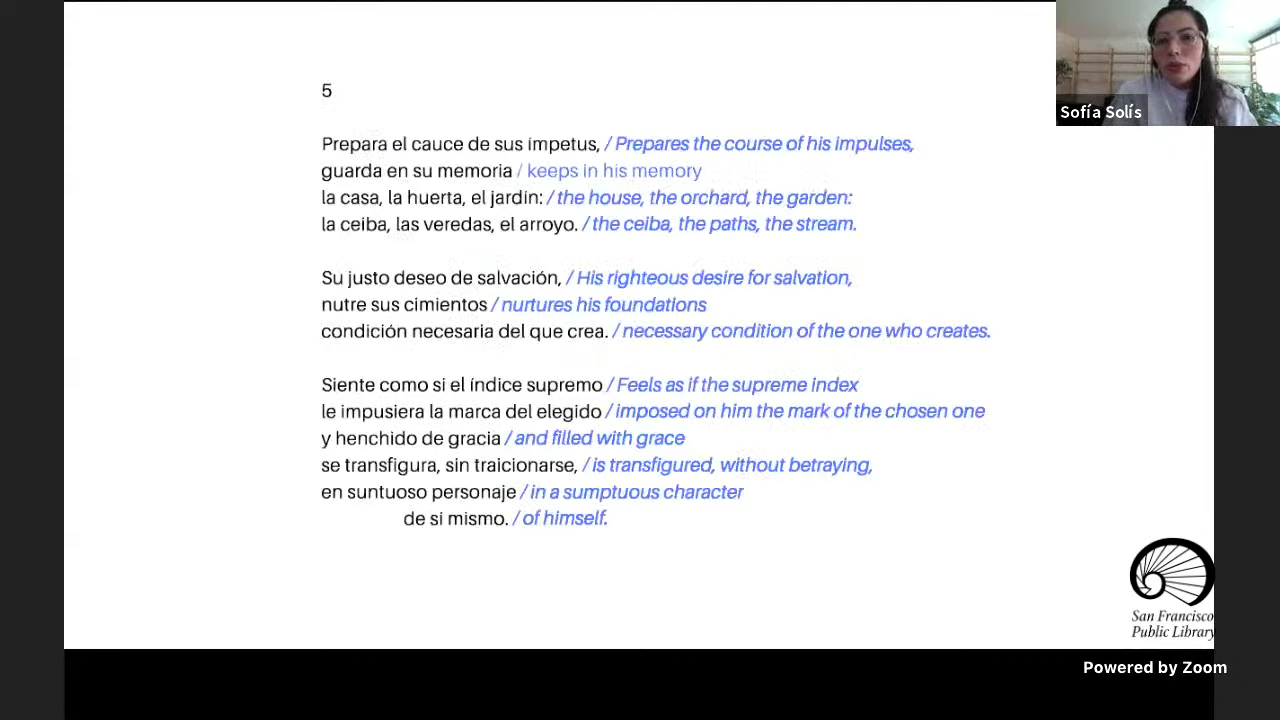 5
Prepara el cauce de sus ímpetus, / Prepares the course of his impulses,
guarda en su memoria / keeps in his memory
la casa, la huerta, el jardín: / the house, the orchard, the garden:
la ceiba, las veredas, el arroyo. / the ceiba, the paths, the stream.
Su justo deseo de salvación, / His righteous desire for salvation,
nutre sus cimientos / nurtures his foundations
condición necesaria del que crea. / necessary condition of the one who creates.
Siente como si el índice supremo / Feels as if the supreme index
le impusiera la marca del elegido / imposed on him the mark of the chosen one
y henchido de gracia / and filled with grace
se transfigura, sin traicionarse, / is transfigured, without betraying,
en suntuoso personaje / in a sumptuous character
de sí mismo. / of himself.
Sofía Solís
San Francisco
Public Library
Powered by Zoom